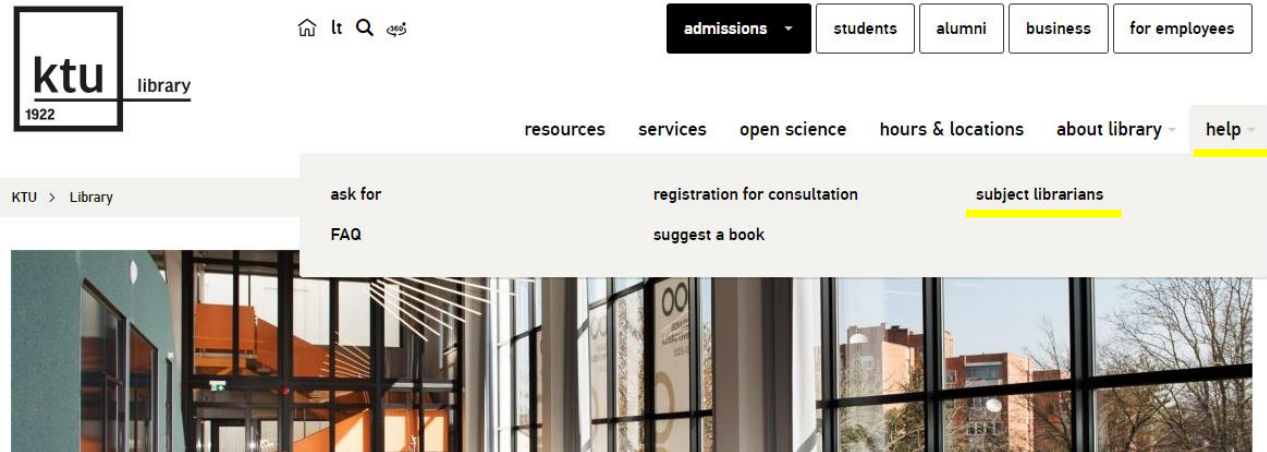 lt
admissions
students
alumni
business
for employees
ktu
library
1922
resources
services
open science
hours & locations
about library
help
KTU > Library
ask for
registration for consultation
subject librarians
FAQ
suggest a book